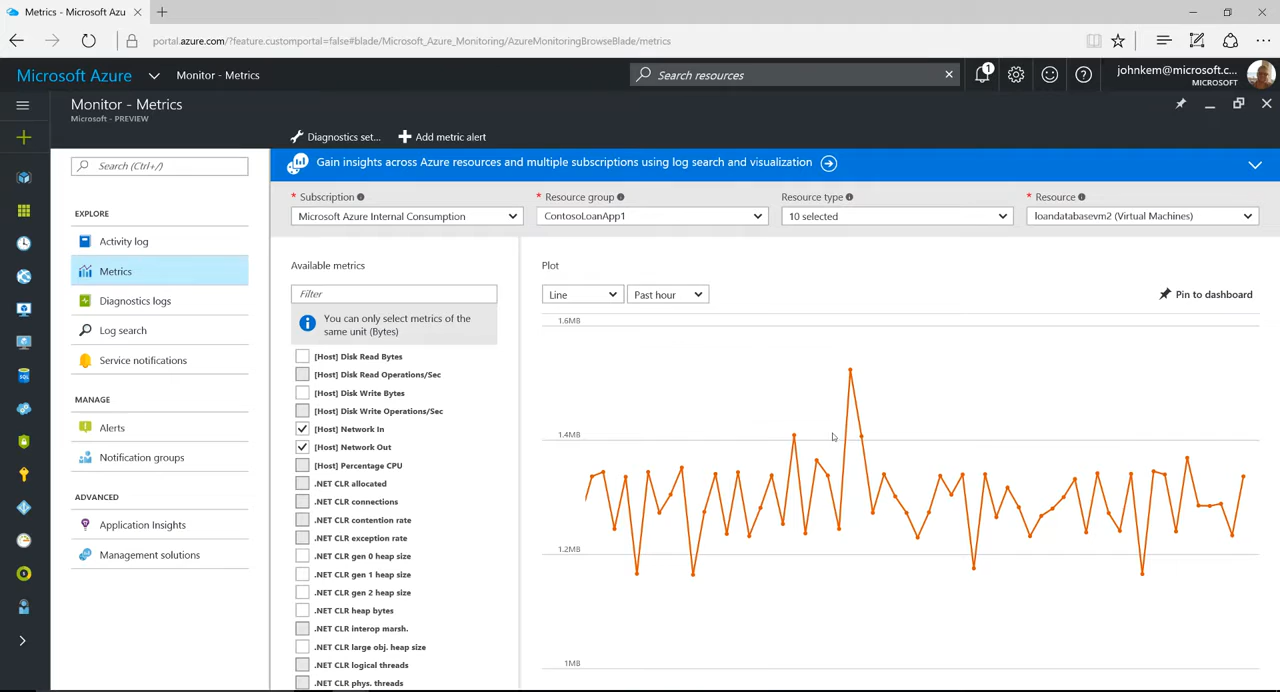 Metrics - Microsoft Azu
portal.azure.com/?feature.customportal=false#blade/Microsoft_Azure_Monitoring/AzureMonitoringBrowseBlade/metrics
Microsoft Azure
Monitor - Metrics
Search resources
1
johnkem@microsoft.c...
MICROSOFT
Monitor - Metrics
Microsoft - PREVIEW
Diagnostics set...
Add metric alert
Search (Ctrl+/)
EXPLORE
Activity log
Metrics
Diagnostics logs
Log search
Service notifications
MANAGE
Alerts
Notification groups
ADVANCED
Application Insights
Management solutions
Gain insights across Azure resources and multiple subscriptions using log search and visualization
* Subscription
Microsoft Azure Internal Consumption
* Resource group
ContosoLoanApp1
Resource type
10 selected
* Resource
loandatabasevm2 (Virtual Machines)
Available metrics
Filter
You can only select metrics of the
same unit (Bytes)
[Host] Disk Read Bytes
[Host] Disk Read Operations/Sec
[Host] Disk Write Bytes
[Host] Disk Write Operations/Sec
[Host] Network In
[Host] Network Out
[Host] Percentage CPU
.NET CLR allocated
.NET CLR connections
.NET CLR contention rate
.NET CLR exception rate
.NET CLR gen 0 heap size
.NET CLR gen 1 heap size
.NET CLR gen 2 heap size
.NET CLR heap bytes
.NET CLR interop marsh.
.NET CLR large obj. heap size
.NET CLR logical threads
.NET CLR phys. threads
Plot
Line
Past hour
Pin to dashboard
1.6MB
1.4MB
1.2MB
1MB